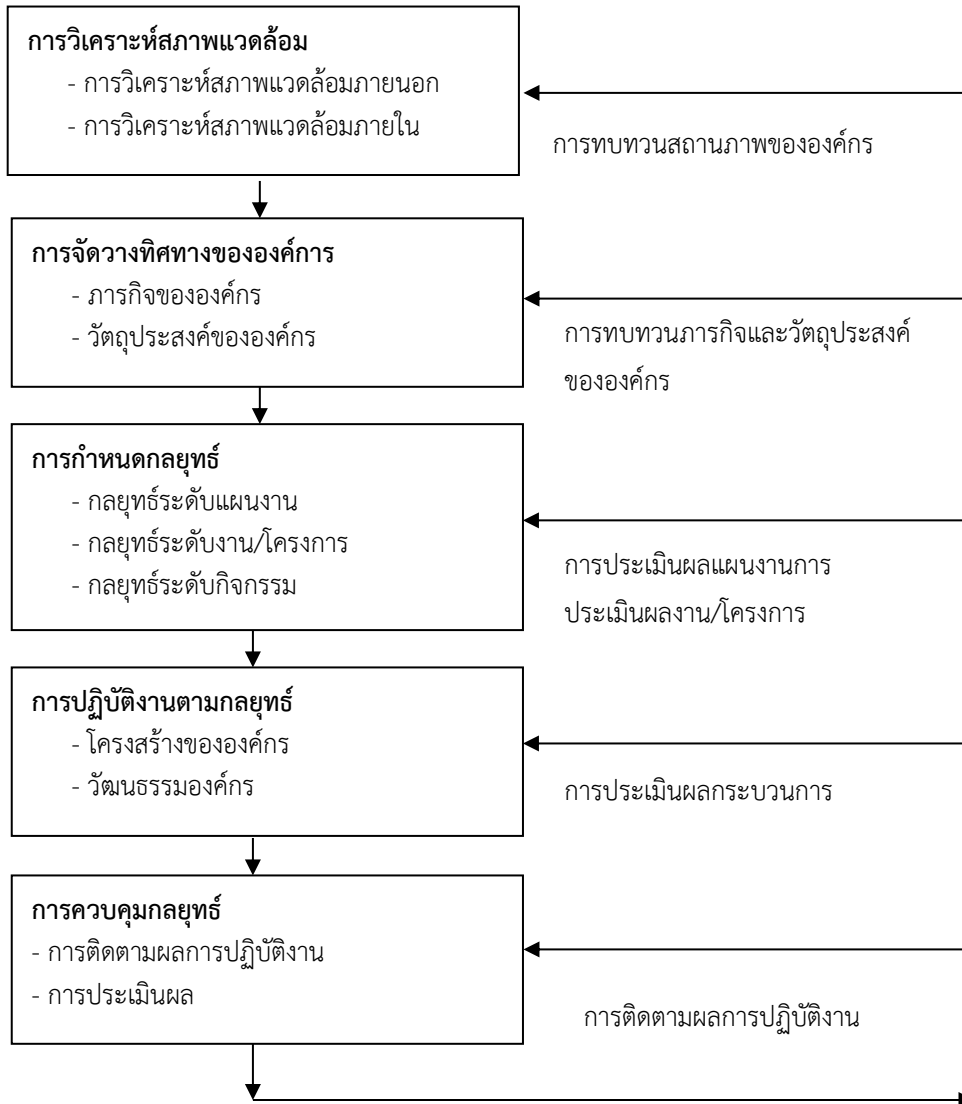 การวิเคราะห์สภาพแวดล้อม
- การวิเคราะห์สภาพแวดล้อมภายนอก
- การวิเคราะห์สภาพแวดล้อมภายใน
การทบทวนสถานภาพขององค์กร
การจัดวางทิศทางขององค์การ
- ภารกิจขององค์กร
- วัตถุประสงค์ขององค์กร
การทบทวนภารกิจและวัตถุประสงค์
ขององค์กร
การกำหนดกลยุทธ์
- กลยุทธ์ระดับแผนงาน
- กลยุทธ์ระดับงาน/โครงการ
- กลยุทธ์ระดับกิจกรรม
การประเมินผลแผนงานการ
ประเมินผลงาน/โครงการ
การปฏิบัติงานตามกลยุทธ์
- โครงสร้างขององค์กร
- วัฒนธรรมองค์กร
การประเมินผลกระบวนการ
การควบคุมกลยุทธ์
- การติดตามผลการปฏิบัติงาน
- การประเมินผล
การติดตามผลการปฏิบัติงาน